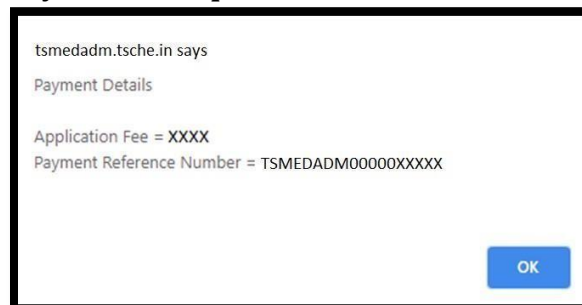 tsmedadm.tsche.in says
Payment Details
Application Fee = XXXX
Payment Reference Number = TSMEDADM00000XXXXX
OK